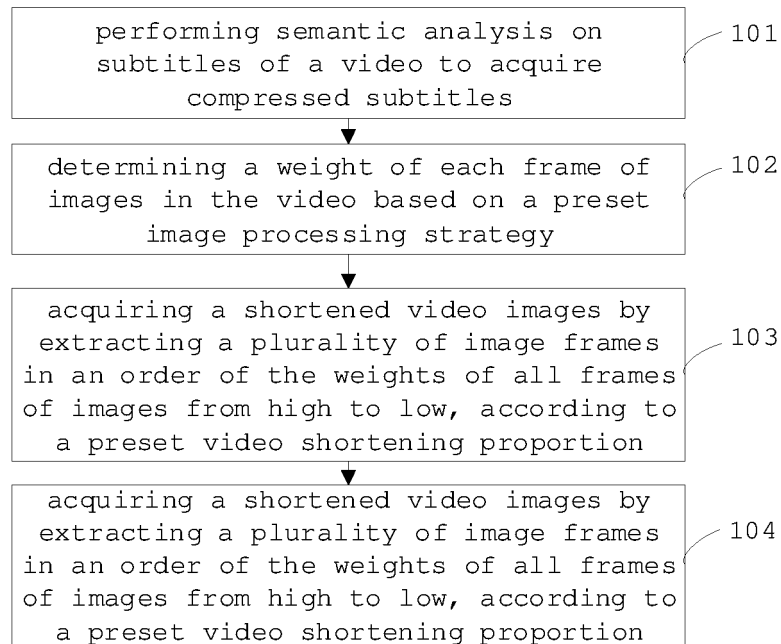 performing semantic analysis on
subtitles of a video to acquire
compressed subtitles
101
determining a weight of each frame of
images in the video based on a preset
image processing strategy
102
acquiring a shortened video images by
extracting a plurality of image frames
in an order of the weights of all frames
of images from high to low, according to
a preset video shortening proportion
103
acquiring a shortened video images by
extracting a plurality of image frames
in an order of the weights of all frames
of images from high to low, according to
a preset video shortening proportion
104